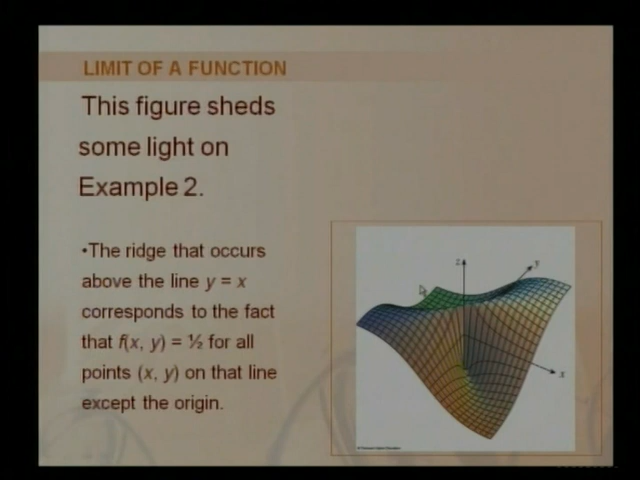 LIMIT OF A FUNCTION
This figure sheds
some light on
Example 2.
•The ridge that occurs
above the line y = x
corresponds to the fact
that f(x, y) = ½ for all
points (x, y) on that line
except the origin.
z
y
x